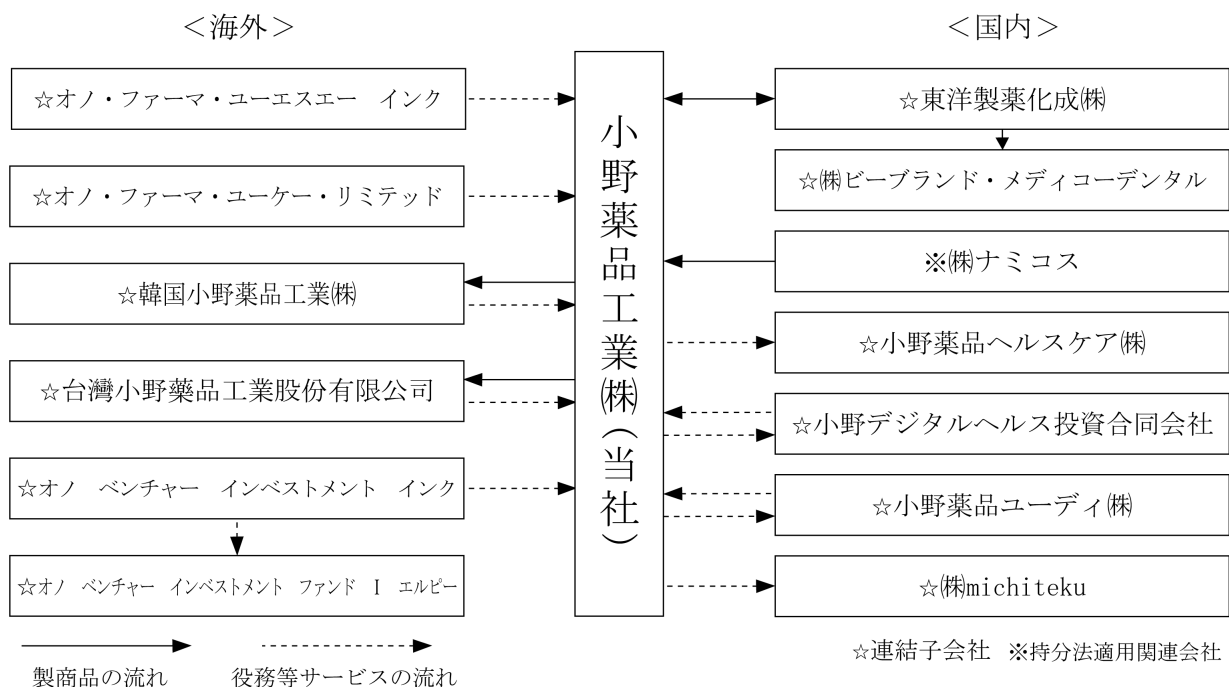 ＜海外＞
☆オノ・ファーマ・ユーエスエー　インク
☆オノ・ファーマ・ユーケー・リミテッド
☆韓国小野薬品工業㈱
☆台灣小野藥品工業股份有限公司
☆オノ　ベンチャー　インベストメント　インク
☆オノ　ベンチャー　インベストメント　ファンド　Ⅰ　エルピー
小野薬品工業㈱（当社）
＜国内＞
☆東洋製薬化成㈱
☆㈱ビーブランド・メディコーデンタル
※㈱ナミコス
☆小野薬品ヘルスケア㈱
☆小野デジタルヘルス投資合同会社
☆小野薬品ユーディ㈱
☆㈱michiteku
製商品の流れ
役務等サービスの流れ
☆連結子会社　※持分法適用関連会社